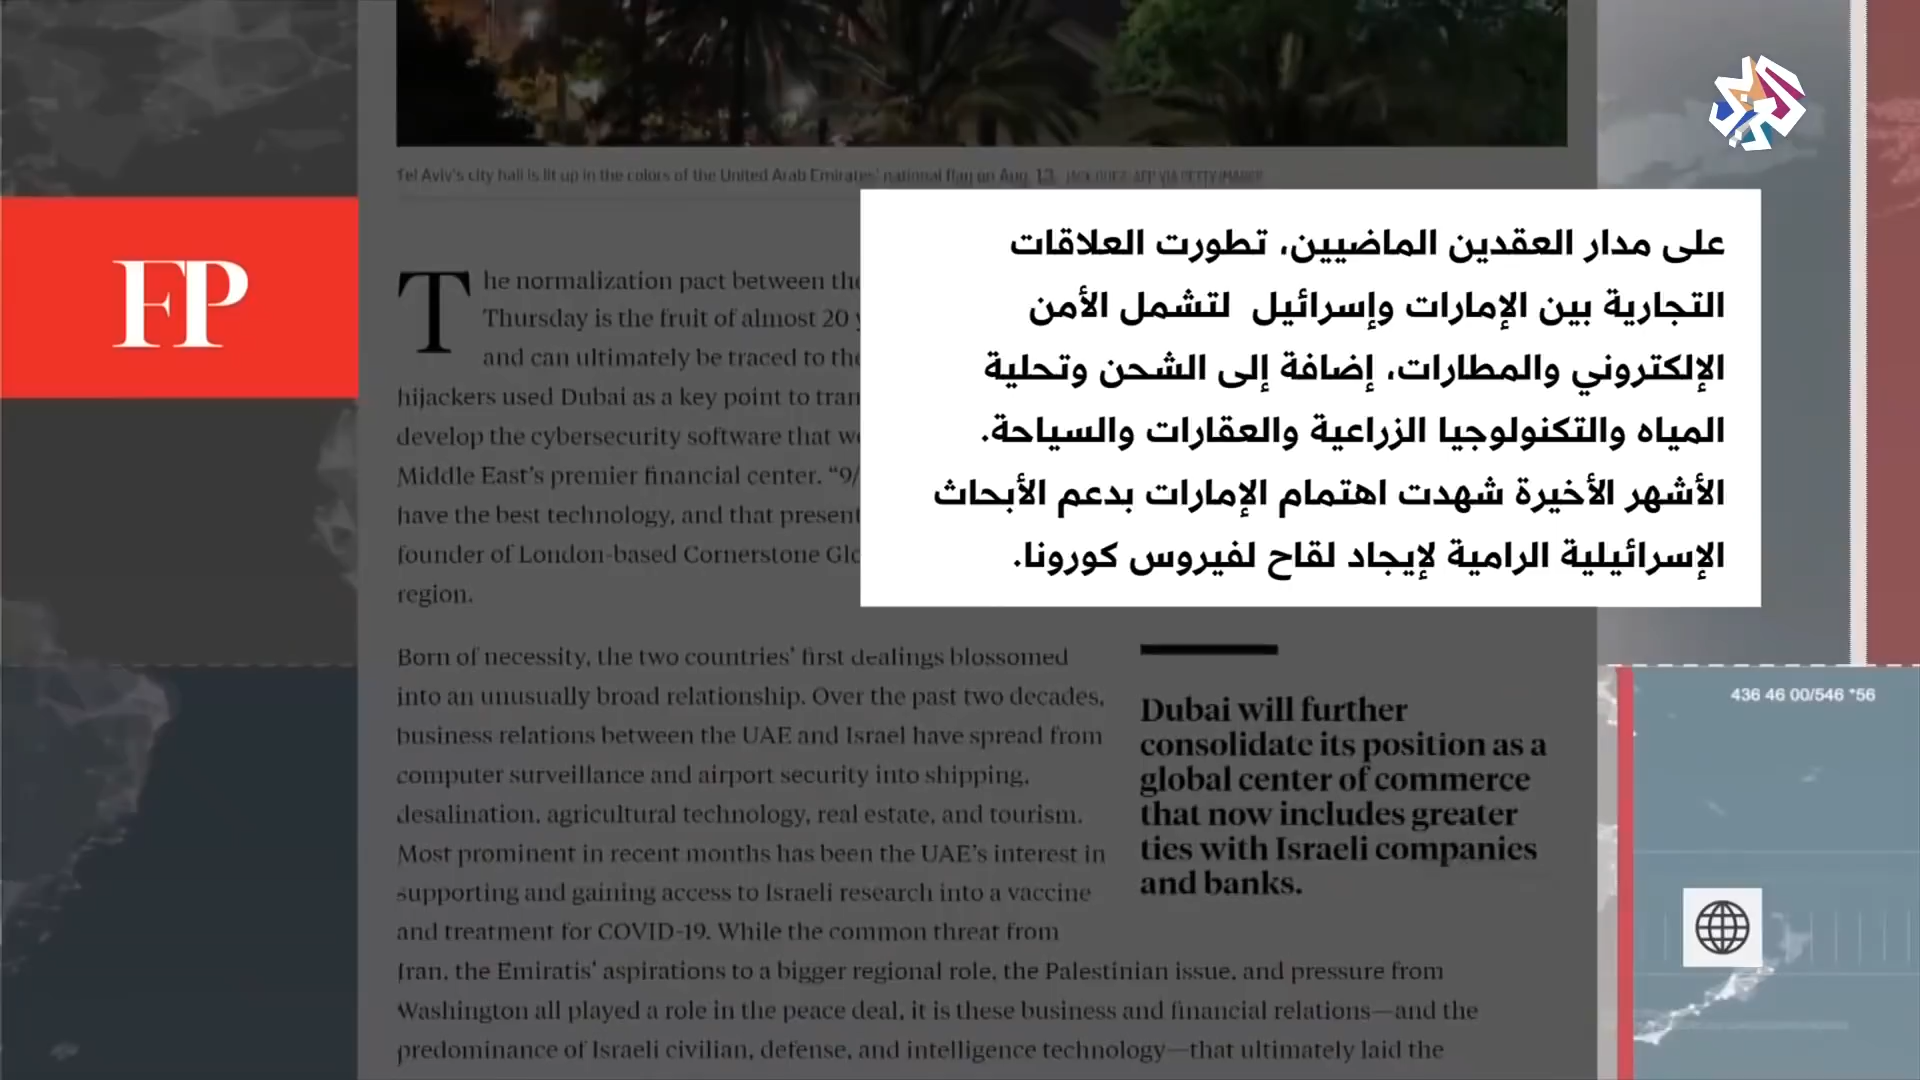 Tel Aviv's city hall is lit up in the colors of the United Arab Emirates' national flag on Aug. 13. JACK GUEZ/AFP VIA GETTY IMAGES
FP
على مدار العقدين الماضيين، تطورت العلاقات
التجارية بين الإمارات وإسرائيل لتشمل الأمن
الإلكتروني والمطارات، إضافة إلى الشحن وتحلية
المياه والتكنولوجيا الزراعية والعقارات والسياحة.
الأشهر الأخيرة شهدت اهتمام الإمارات بدعم الأبحاث
الإسرائيلية الرامية لإيجاد لقاح لفيروس كورونا.
The normalization pact between the
Thursday is the fruit of almost 20
and can ultimately be traced to the
hijackers used Dubai as a key point to
develop the cybersecurity software that
Middle East's premier financial center. "9/
have the best technology, and that
founder of London-based Cornerstone
region.
Born of necessity, the two countries' first dealings blossomed
into an unusually broad relationship. Over the past two decades,
business relations between the UAE and Israel have spread from
computer surveillance and airport security into shipping,
desalination, agricultural technology, real estate, and tourism.
Most prominent in recent months has been the UAE's interest in
supporting and gaining access to Israeli research into a vaccine
and treatment for COVID-19. While the common threat from
Iran, the Emiratis' aspirations to a bigger regional role, the Palestinian issue, and pressure from
Washington all played a role in the peace deal, it is these business and financial relations—and the
predominance of Israeli civilian, defense, and intelligence technology—that ultimately laid the
Dubai will further
consolidate its position as a
global center of commerce
that now includes greater
ties with Israeli companies
and banks.
436 46 00/546 *56